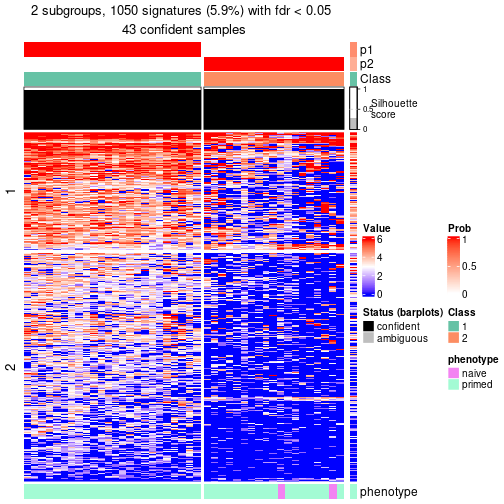 2 subgroups, 1050 signatures (5.9%) with fdr < 0.05
43 confident samples
p1
p2
Class
1
0.5
0
Silhouette
score
1
2
Value
6
4
2
0
Prob
1
0.5
0
Status (barplots)
confident
ambiguous
Class
1
2
phenotype
naive
primed
phenotype